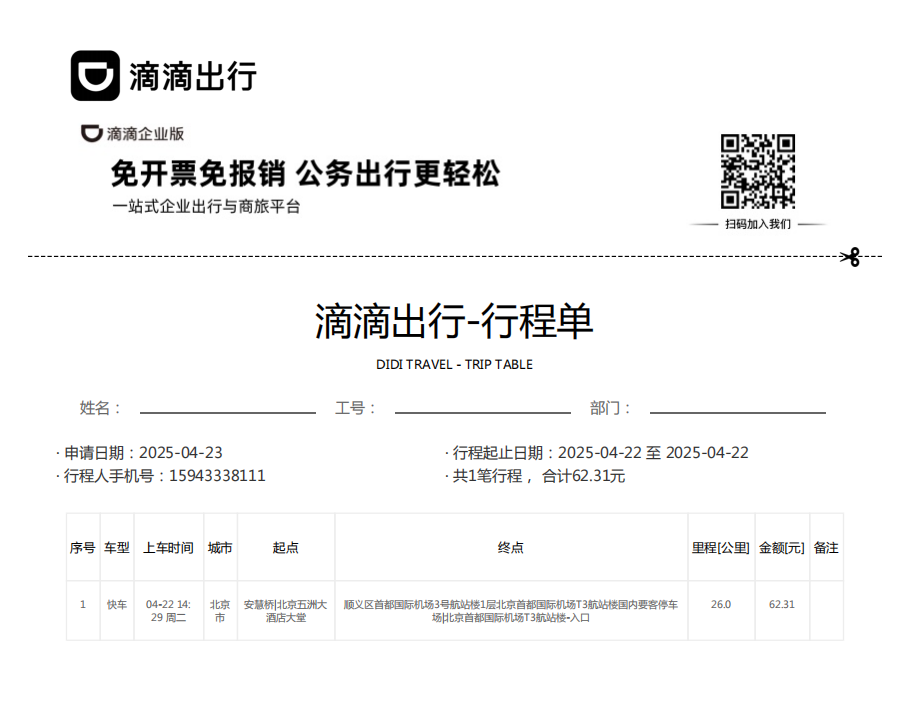 滴滴出行
滴滴企业版
免开票免报销 公务出行更轻松
一站式企业出行与商旅平台
扫码加入我们
滴滴出行-行程单
DIDI TRAVEL - TRIP TABLE
姓名： 工号： 部门：
· 申请日期：2025-04-23 · 行程起止日期：2025-04-22 至 2025-04-22
· 行程人手机号：15943338111 · 共1笔行程， 合计62.31元
序号 车型 上车时间 城市 起点 终点 里程[公里] 金额[元] 备注
1 快车 04-22 14: 北京 安慧桥|北京五洲大 顺义区首都国际机场3号航站楼1层北京首都国际机场T3航站楼国内要客停车 26.0 62.31
29 周二 市 酒店大堂 场|北京首都国际机场T3航站楼-入口